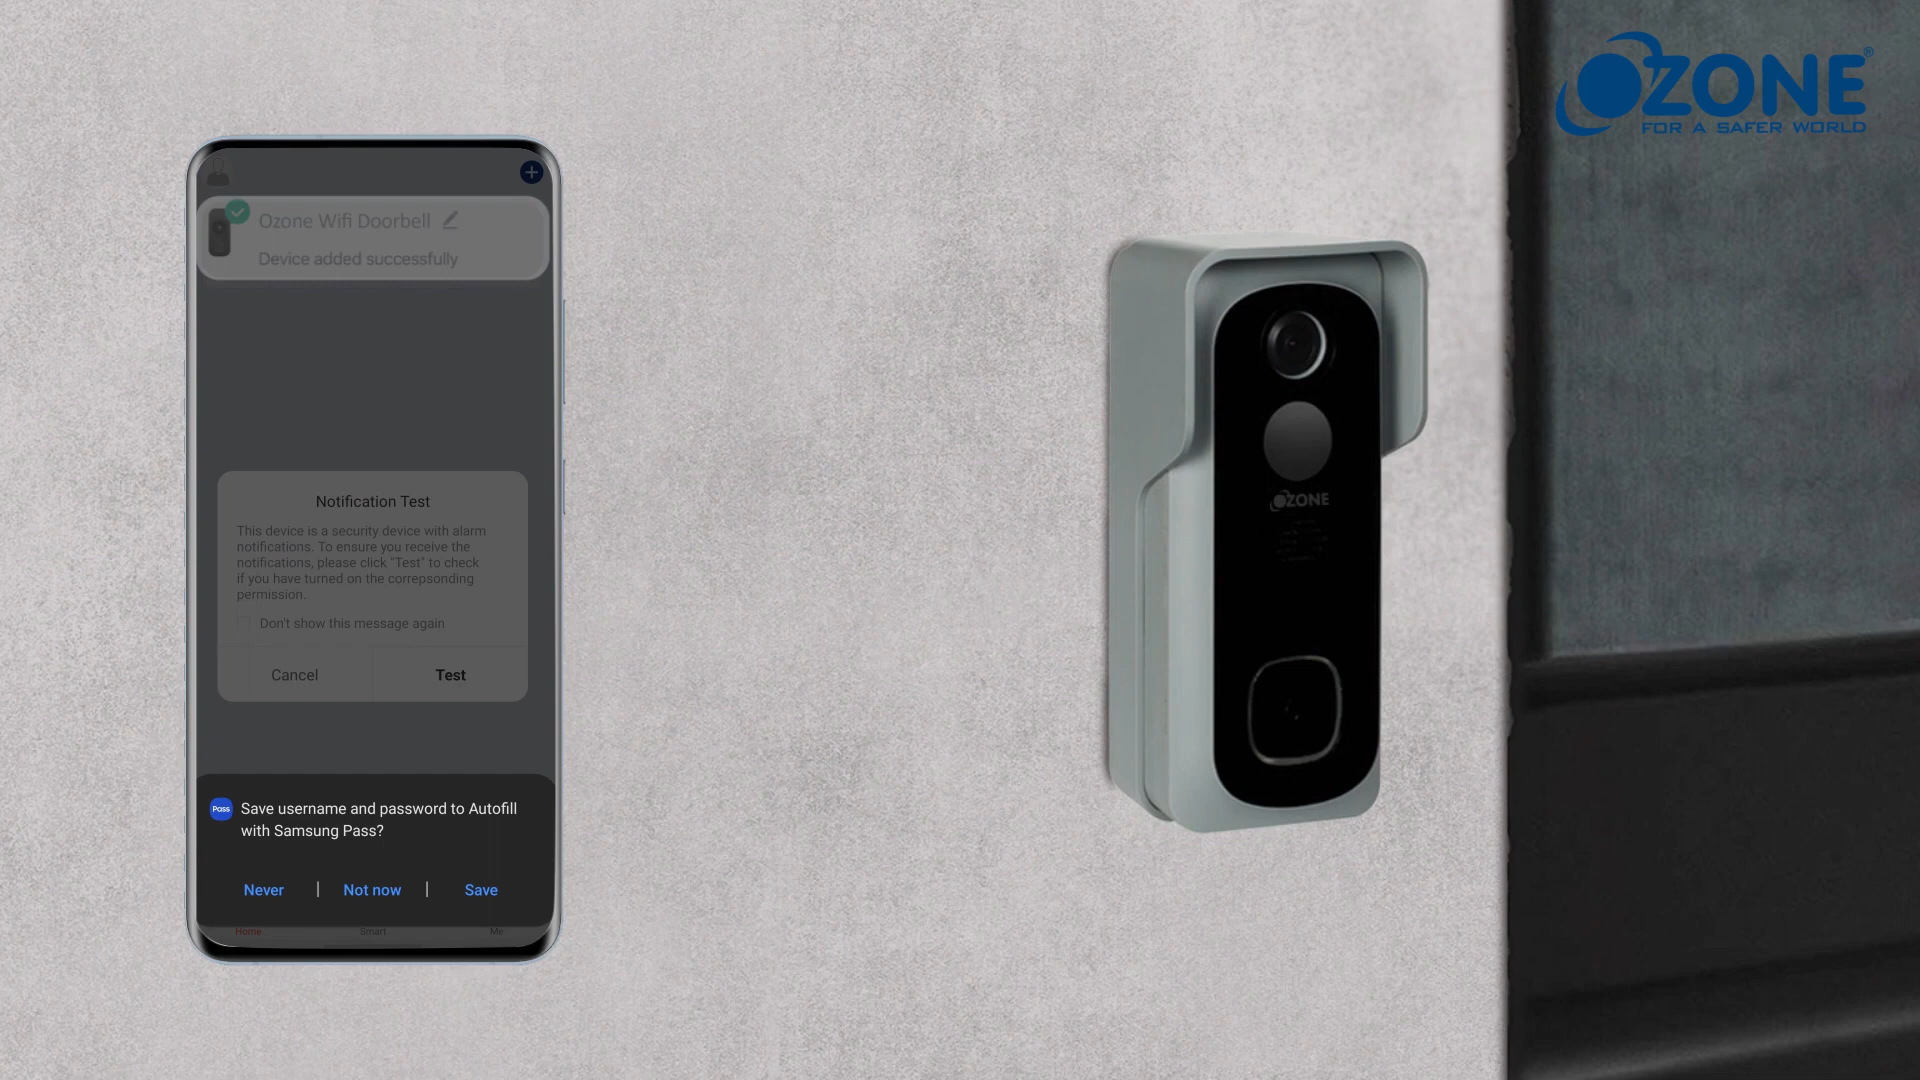 OZONE®
FOR A SAFER WORLD
Ozone Wifi Doorbell
Device added successfully
Notification Test
This device is a security device with alarm
notifications. To ensure you receive the
notifications, please click "Test" to check
if you have turned on the correpsonding
permission.
Don't show this message again
Cancel
Test
Pass
Save username and password to Autofill
with Samsung Pass?
Never | Not now | Save
Home
Smart
Me
OZONE